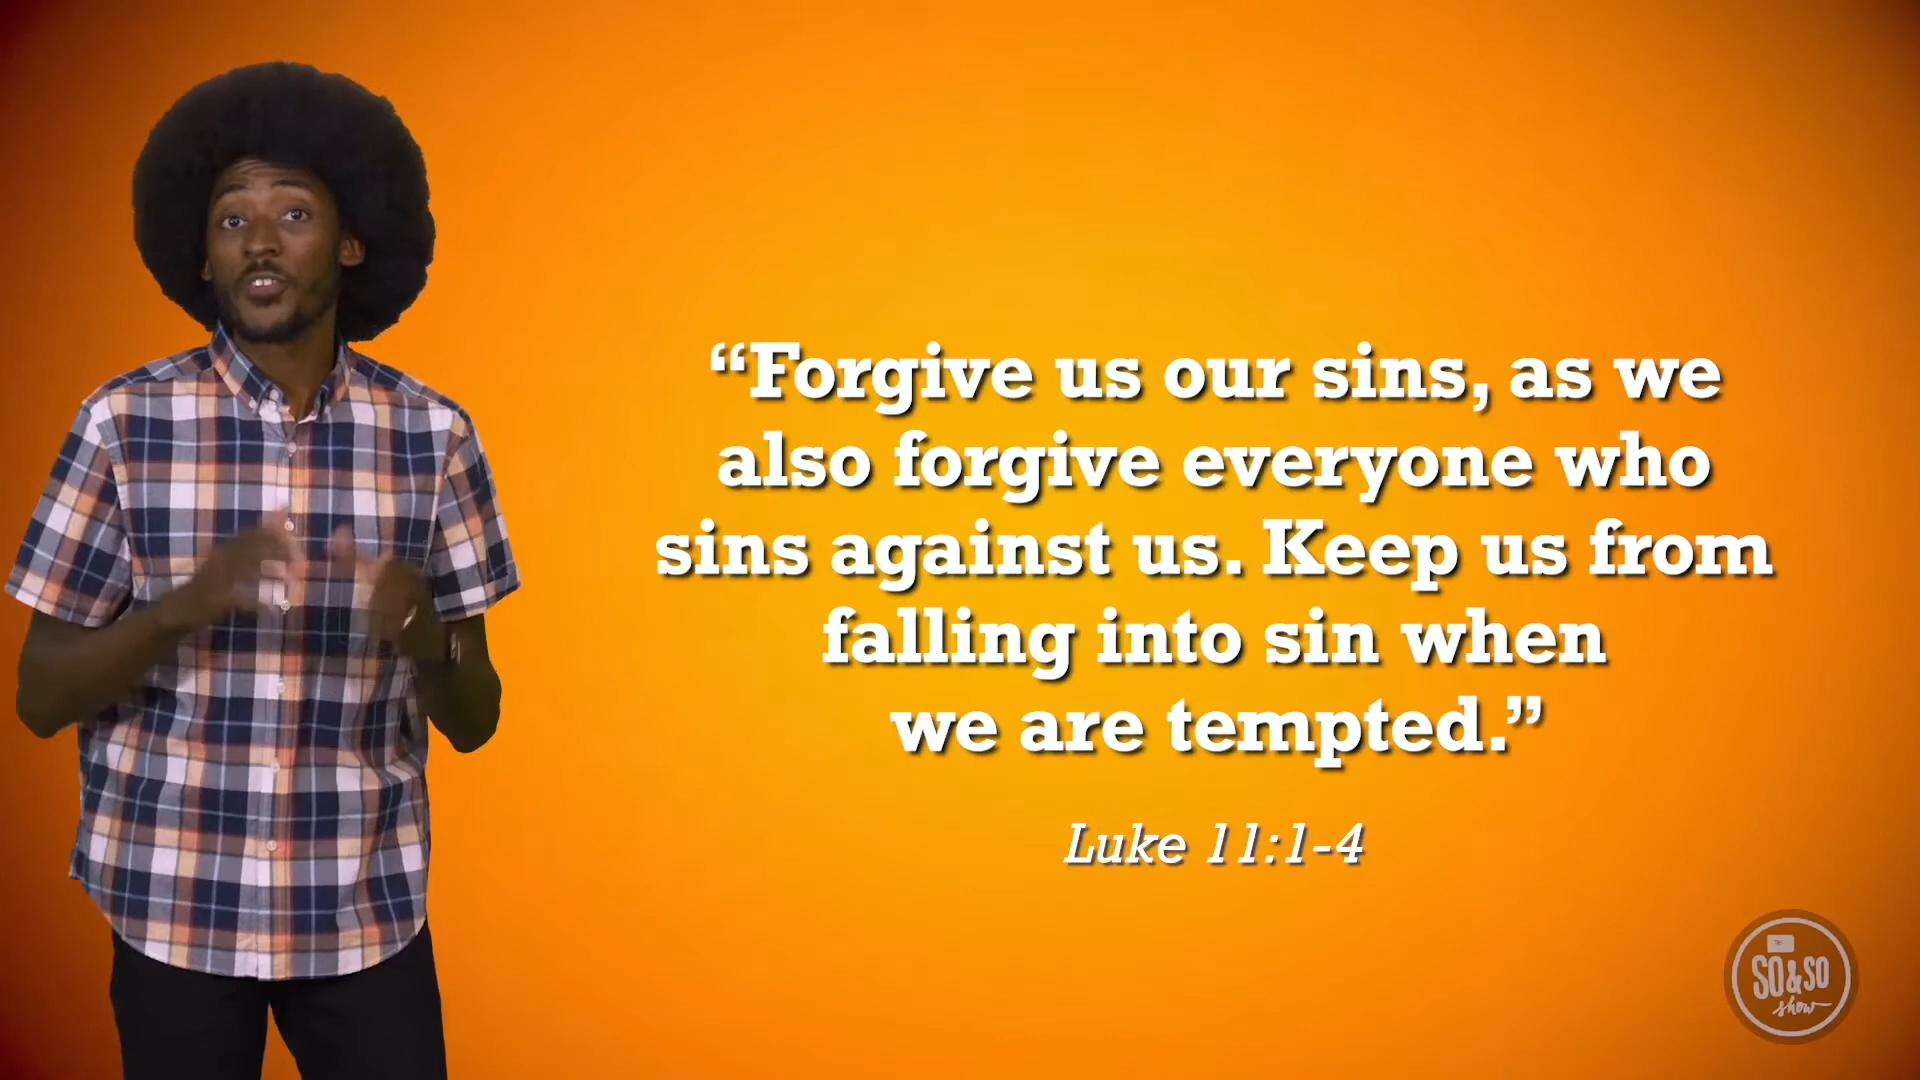 “Forgive us our sins, as we
also forgive everyone who
sins against us. Keep us from
falling into sin when
we are tempted.”
Luke 11:1-4
SO&SO
show